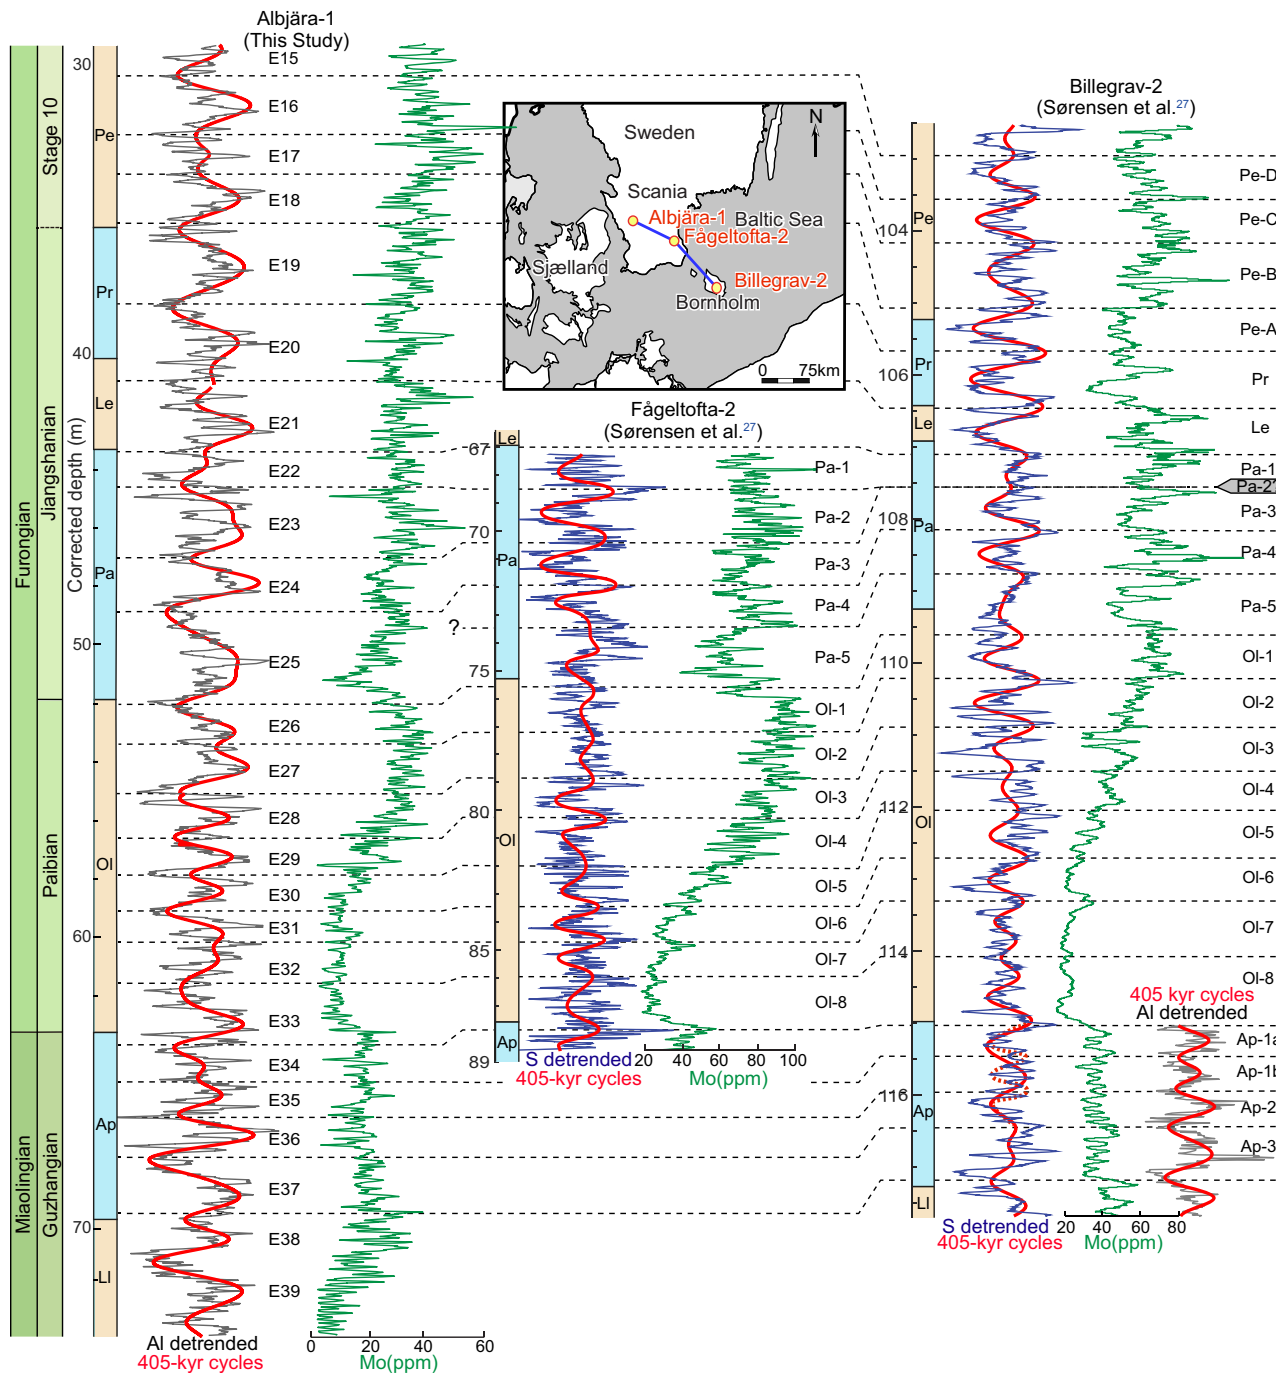 Albjära-1
(This Study)
Furongian
Miaolingian
Stage 10
Jiangshanian
Paibian
Guzhangian
Corrected depth (m)
30
40
50
60
70
Pe
Pr
Le
Pa
Ol
Ap
Ll
E15
E16
E17
E18
E19
E20
E21
E22
E23
E24
E25
E26
E27
E28
E29
E30
E31
E32
E33
E34
E35
E36
E37
E38
E39
Al detrended
405-kyr cycles
0 20 40 60
Mo(ppm)
Sweden
N
Scania
Albjära-1
Baltic Sea
Fågeltofta-2
Sjælland
Billegrav-2
Bornholm
0 75km
Fågeltofta-2
(Sørensen et al.27)
67
70
75
80
85
89
Le
Pa
Ol
Ap
?
Pa-1
Pa-2
Pa-3
Pa-4
Pa-5
Ol-1
Ol-2
Ol-3
Ol-4
Ol-5
Ol-6
Ol-7
Ol-8
S detrended
405-kyr cycles
20 40 60 80 100
Mo(ppm)
Billegrav-2
(Sørensen et al.27)
104
106
108
110
112
114
116
Pe
Pr
Le
Pa
Ol
Ap
Ll
Pe-D
Pe-C
Pe-B
Pe-A
Pr
Le
Pa-1
Pa-2?
Pa-3
Pa-4
Pa-5
Ol-1
Ol-2
Ol-3
Ol-4
Ol-5
Ol-6
Ol-7
Ol-8
405 kyr cycles
Al detrended
Ap-1a
Ap-1b
Ap-2
Ap-3
S detrended
405-kyr cycles
20 40 60 80
Mo(ppm)